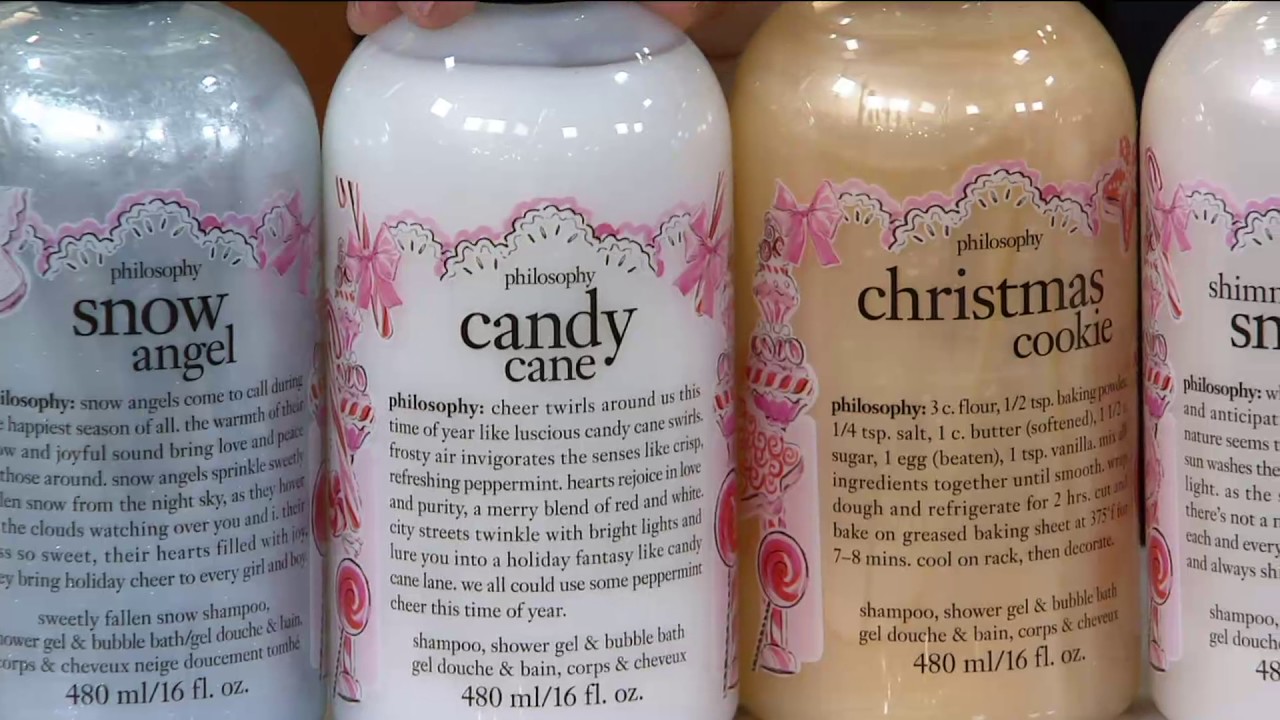 philosophy
snow
angel
philosophy: snow angels come to call during
happiest season of all. the warmth of their
and joyful sound bring love and peace
those around. snow angels sprinkle sweetly
snow from the night sky, as they hover
the clouds watching over you and i. their
so sweet, their hearts filled with joy,
bring holiday cheer to every girl and boy.
sweetly fallen snow shampoo,
shower gel & bubble bath/gel douche & bain,
corps & cheveux neige doucement tombé
480 ml/16 fl. oz.
philosophy
candy
cane
philosophy: cheer twirls around us this
time of year like luscious candy cane swirls.
frosty air invigorates the senses like crisp,
refreshing peppermint. hearts rejoice in love
and purity, a merry blend of red and white.
city streets twinkle with bright lights and
lure you into a holiday fantasy like candy
cane lane. we all could use some peppermint
cheer this time of year.
shampoo, shower gel & bubble bath
gel douche & bain, corps & cheveux
480 ml/16 fl. oz.
philosophy
christmas
cookie
philosophy: 3 c. flour, 1/2 tsp. baking powder,
1/4 tsp. salt, 1 c. butter (softened), 1 1/2 c.
sugar, 1 egg (beaten), 1 tsp. vanilla. mix all
ingredients together until smooth. wrap
dough and refrigerate for 2 hrs. cut and
bake on greased baking sheet at 375°f for
7–8 mins. cool on rack, then decorate.
shampoo, shower gel & bubble bath
gel douche & bain, corps & cheveux
480 ml/16 fl. oz.
philosophy:
and
nature seems
sun washes the
light. as the
there's not a
each and every
and always
shampoo,
gel